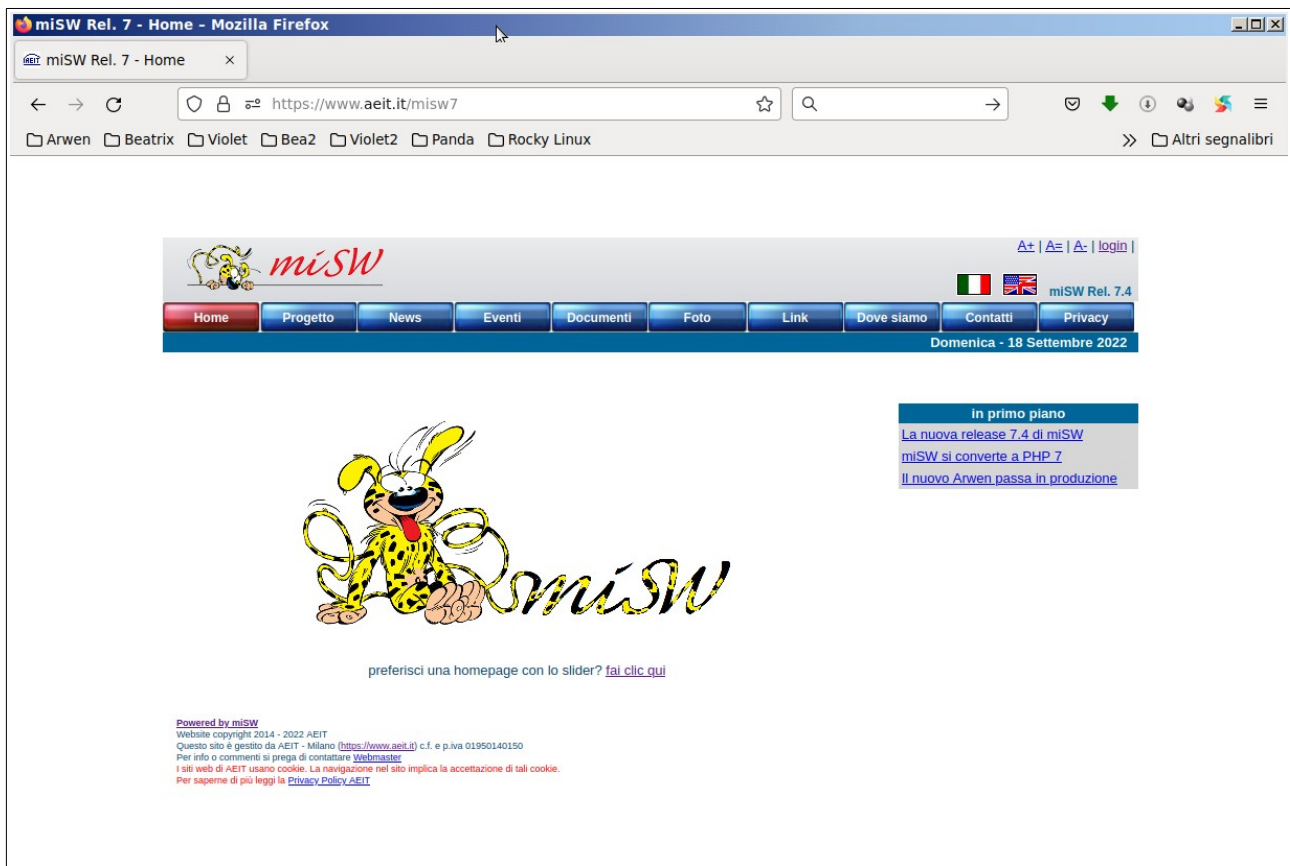 miSW Rel. 7 - Home - Mozilla Firefox
miSW Rel. 7 - Home
https://www.aeit.it/misw7
Arwen Beatrix Violet Bea2 Violet2 Panda Rocky Linux Altri segnalibri
miSW
A+ | A= | A- | login |
miSW Rel. 7.4
Home Progetto News Eventi Documenti Foto Link Dove siamo Contatti Privacy
Domenica - 18 Settembre 2022
in primo piano
La nuova release 7.4 di miSW
miSW si converte a PHP 7
Il nuovo Arwen passa in produzione
miSW
preferisci una homepage con lo slider? fai clic qui
Powered by miSW
Website copyright 2014 - 2022 AEIT
Questo sito è gestito da AEIT - Milano (https://www.aeit.it) c.f. e p.iva 01950140150
Per info o commenti si prega di contattare Webmaster
I siti web di AEIT usano cookie. La navigazione nel sito implica la accettazione di tali cookie.
Per saperne di più leggi la Privacy Policy AEIT